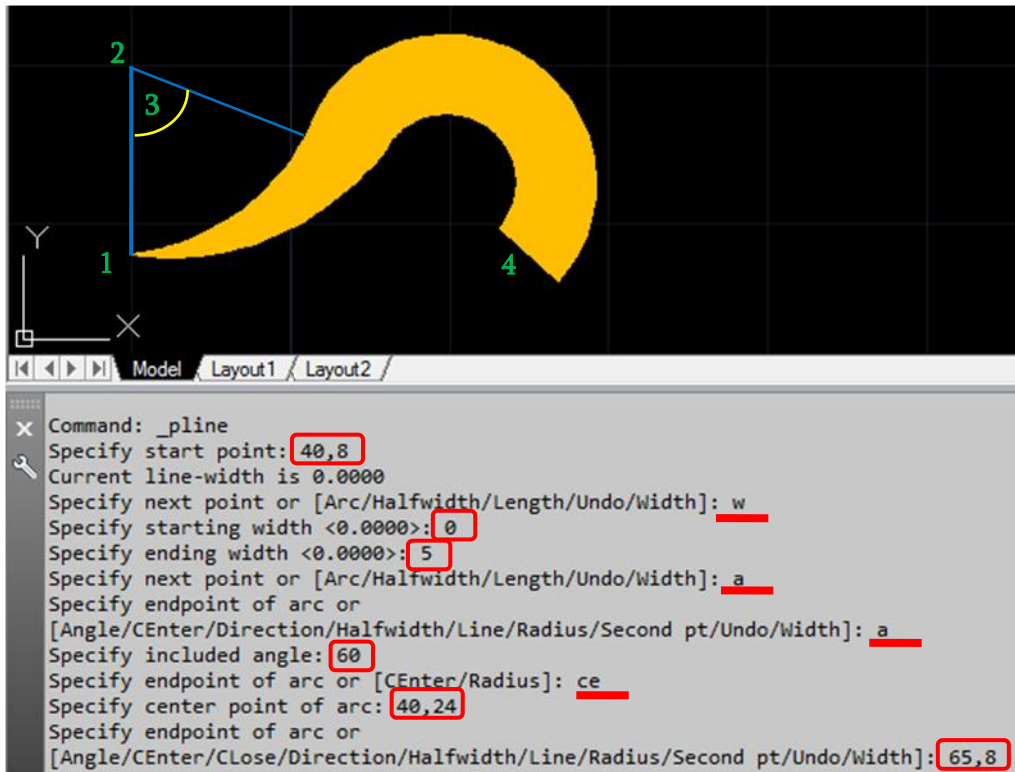 2
3
1
4
Y
X
Model Layout1 Layout2
Command: _pline
Specify start point: 40,8
Current line-width is 0.0000
Specify next point or [Arc/Halfwidth/Length/Undo/Width]: w
Specify starting width <0.0000>: 0
Specify ending width <0.0000>: 5
Specify next point or [Arc/Halfwidth/Length/Undo/Width]: a
Specify endpoint of arc or
[Angle/CEnter/Direction/Halfwidth/Line/Radius/Second pt/Undo/Width]: a
Specify included angle: 60
Specify endpoint of arc or [CEnter/Radius]: ce
Specify center point of arc: 40,24
Specify endpoint of arc or
[Angle/CEnter/CLose/Direction/Halfwidth/Line/Radius/Second pt/Undo/Width]: 65,8